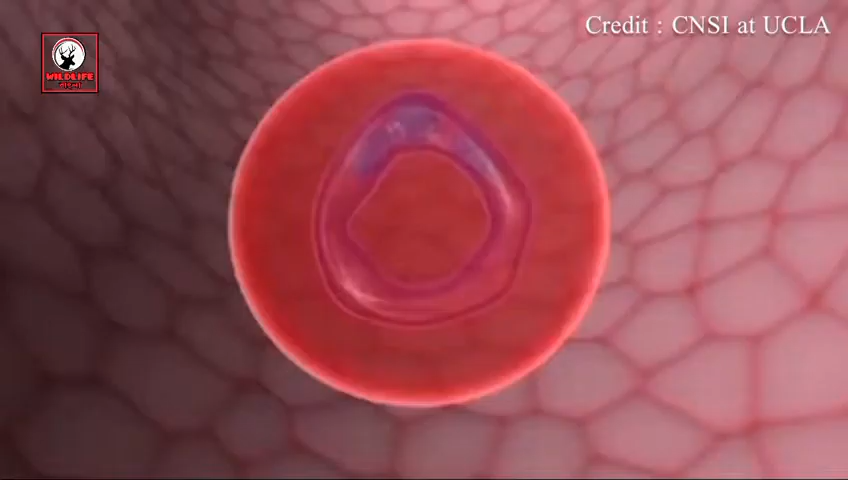 Credit : CNSI at UCLA
WILDLIFE
বাংলা